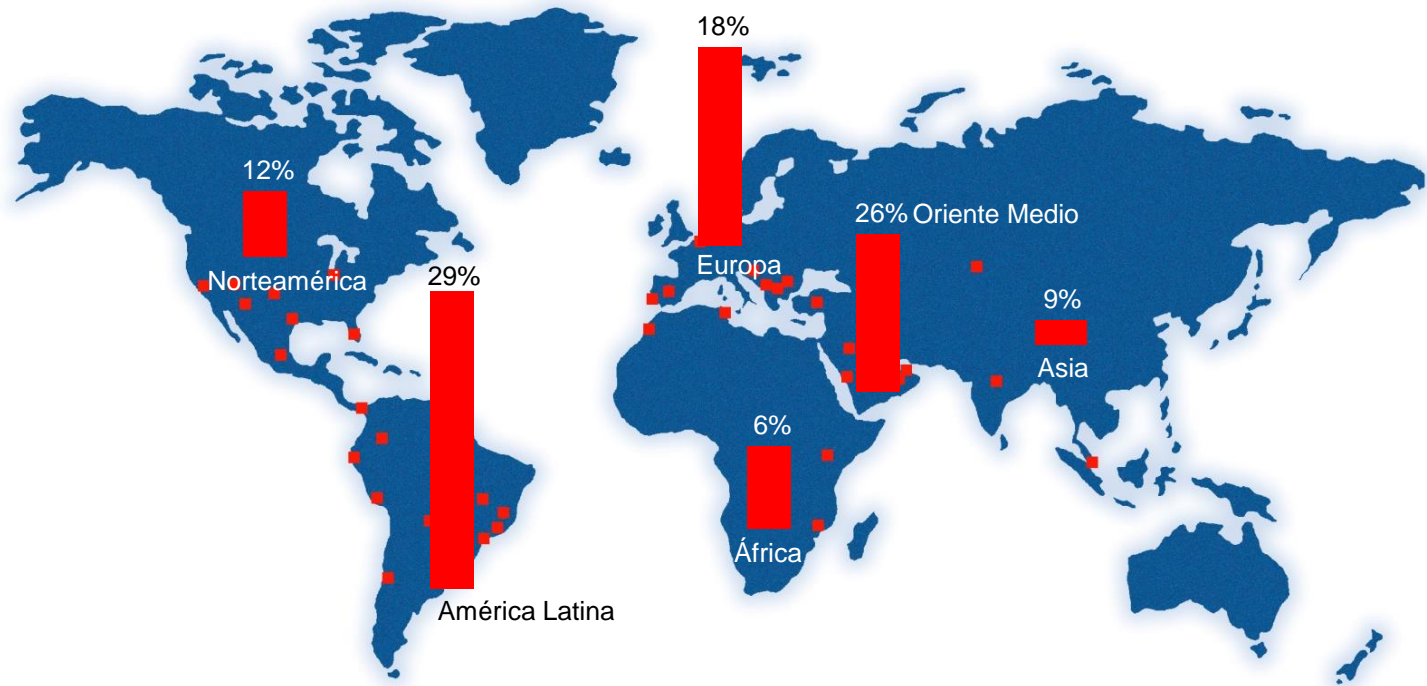 18%
12%
Norteamérica
26% Oriente Medio
Europa
29%
9%
Asia
6%
África
América Latina